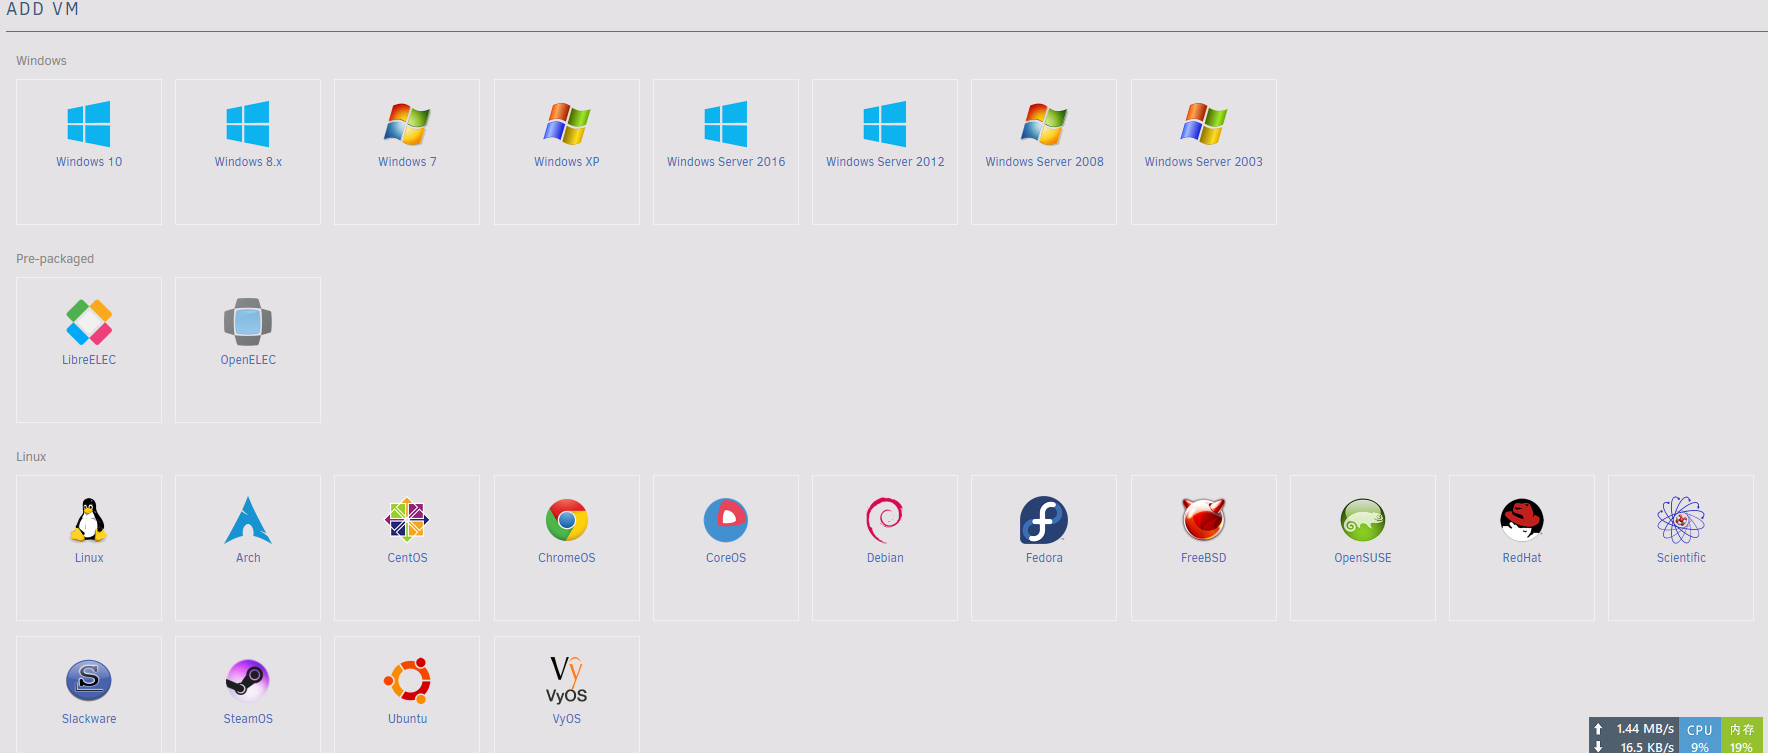 ADD VM
Windows
Windows 10
Windows 8.x
Windows 7
Windows XP
Windows Server 2016
Windows Server 2012
Windows Server 2008
Windows Server 2003
Pre-packaged
LibreELEC
OpenELEC
Linux
Linux
Arch
CentOS
ChromeOS
CoreOS
Debian
Fedora
FreeBSD
OpenSUSE
RedHat
Scientific
S
Vy
VyOS
Slackware
SteamOS
Ubuntu
VyOS
1.44 MB/s
CPU
内存
16.5 KB/s
9%
19%